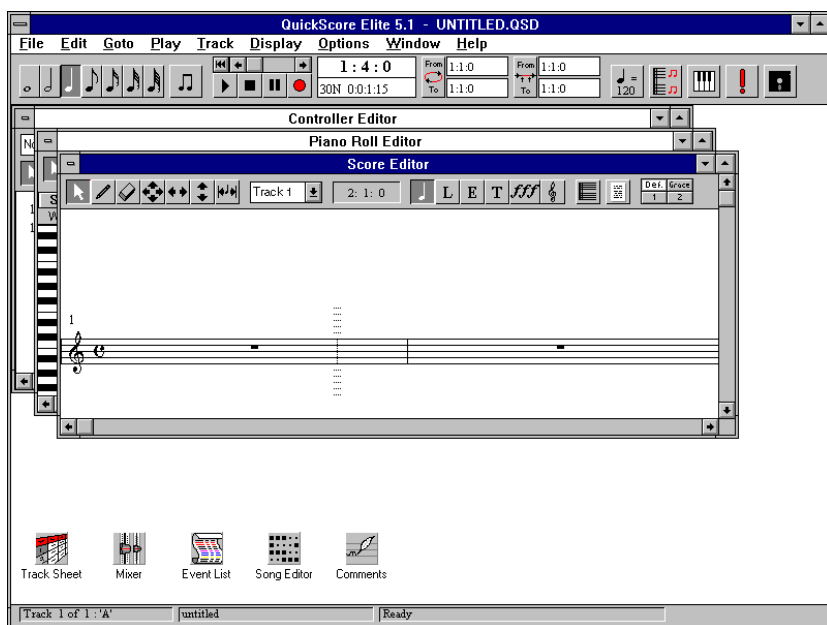 QuickScore Elite 5.1 - UNTITLED.QSD
File Edit Goto Play Track Display Options Window Help
1:4:0
30N 0:0:1:15
From 1:1:0
To 1:1:0
From 1:1:0
To 1:1:0
= 120
Controller Editor
Piano Roll Editor
Score Editor
Track 1
2: 1: 0
L E T fff
Def. Grace
1 2
1
Track Sheet
Mixer
Event List
Song Editor
Comments
Track 1 of 1 : 'A'
untitled
Ready